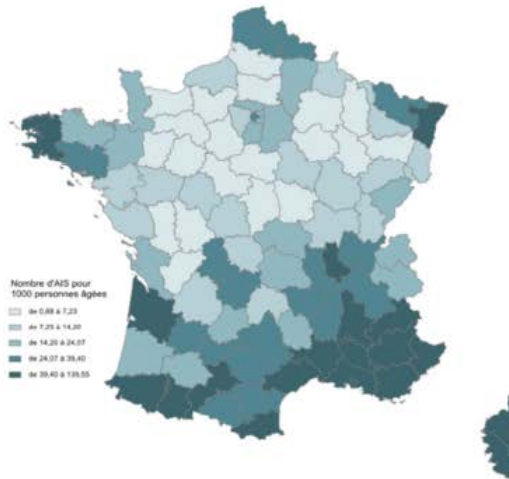 Nombre d'AIS pour
1000 personnes âgées
de 0,88 à 7,23
de 7,23 à 14,20
de 14,20 à 24,07
de 24,07 à 39,40
de 39,40 à 139,55